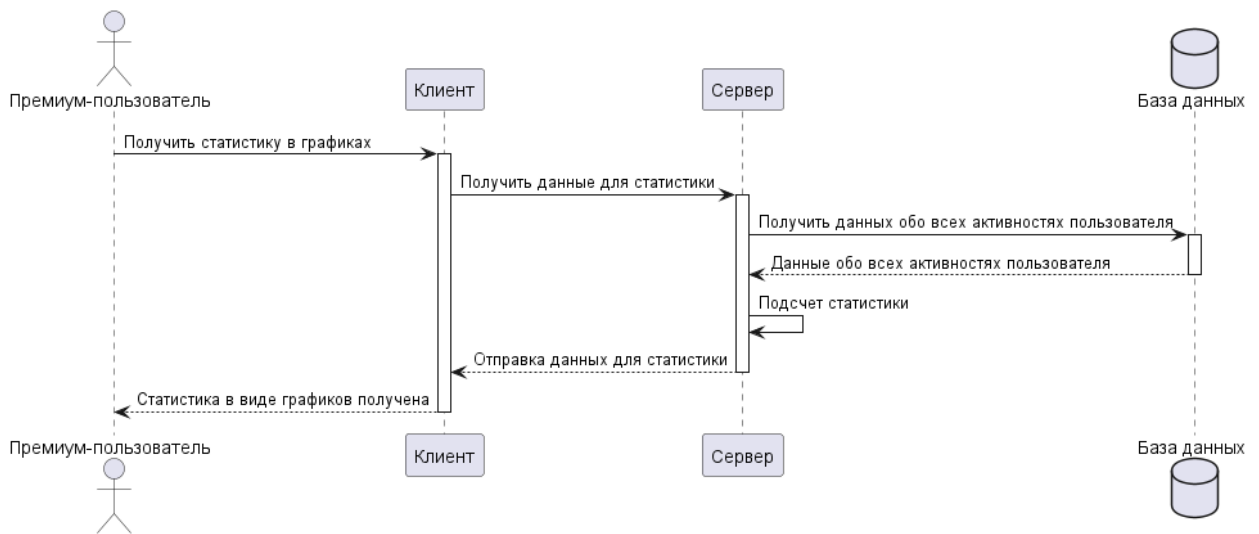 Премиум-пользователь
Клиент
Сервер
База данных
Получить статистику в графиках
Получить данные для статистики
Получить данных обо всех активностях пользователя
Данные обо всех активностях пользователя
Подсчет статистики
Отправка данных для статистики
Статистика в виде графиков получена
Премиум-пользователь
Клиент
Сервер
База данных